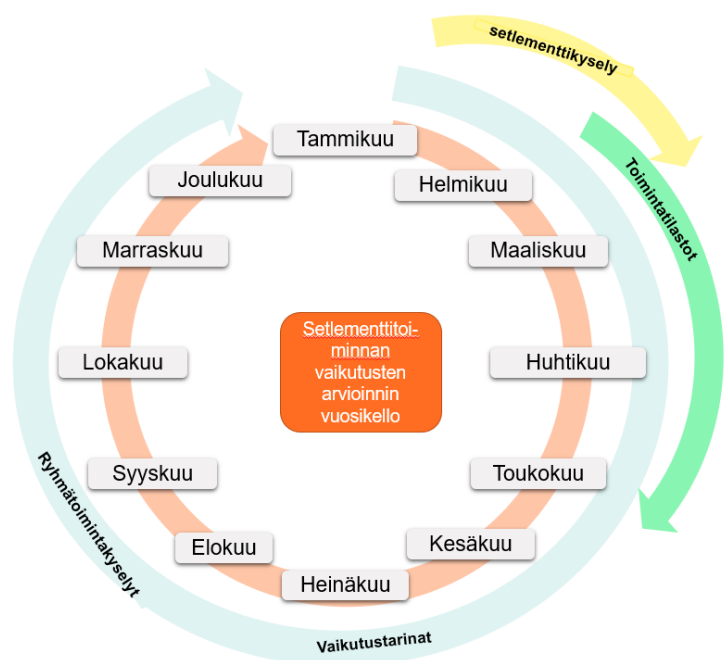 setlementtikysely
Toimintatilastot
Tammikuu
Helmikuu
Maaliskuu
Huhtikuu
Toukokuu
Kesäkuu
Heinäkuu
Elokuu
Syyskuu
Lokakuu
Marraskuu
Joulukuu
Setlementtitoi-
minnan
vaikutusten
arvioinnin
vuosikello
Ryhmätoimintakyselyt
Vaikutustarinat